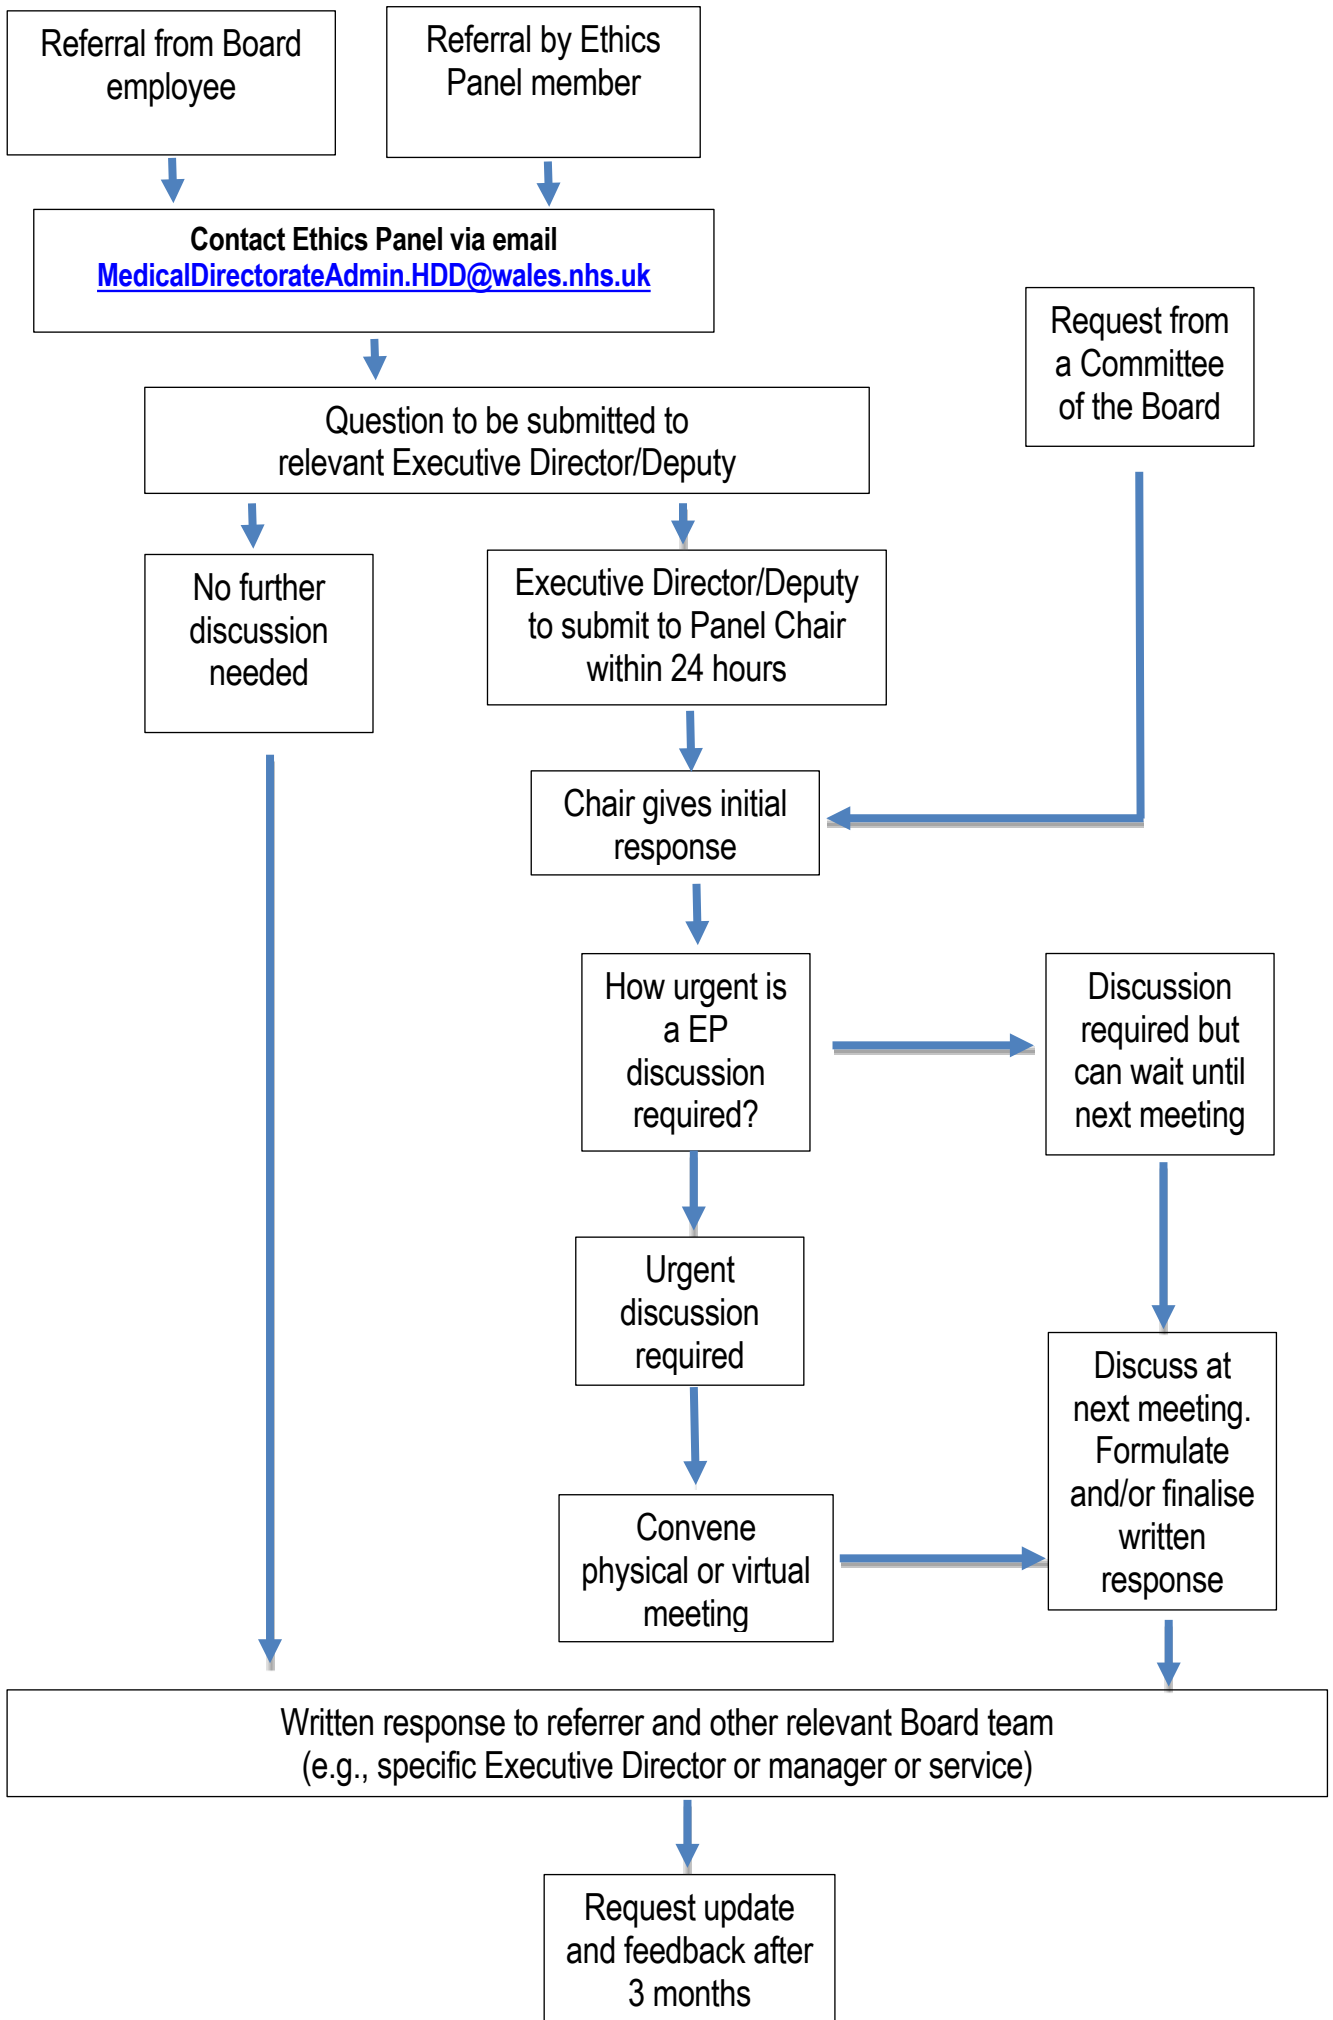 Referral from Board
employee
Referral by Ethics
Panel member
Contact Ethics Panel via email
MedicalDirectorateAdmin.HDD@wales.nhs.uk
Request from
a Committee
of the Board
Question to be submitted to
relevant Executive Director/Deputy
No further
discussion
needed
Executive Director/Deputy
to submit to Panel Chair
within 24 hours
Chair gives initial
response
How urgent is
a EP
discussion
required?
Discussion
required but
can wait until
next meeting
Urgent
discussion
required
Discuss at
next meeting.
Formulate
and/or finalise
written
response
Convene
physical or virtual
meeting
Written response to referrer and other relevant Board team
(e.g., specific Executive Director or manager or service)
Request update
and feedback after
3 months